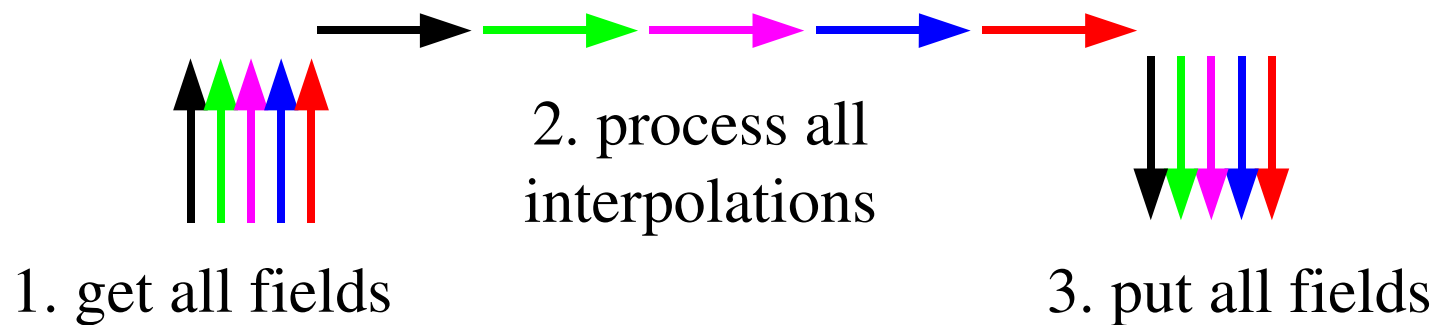 2. process all
interpolations
1. get all fields
3. put all fields